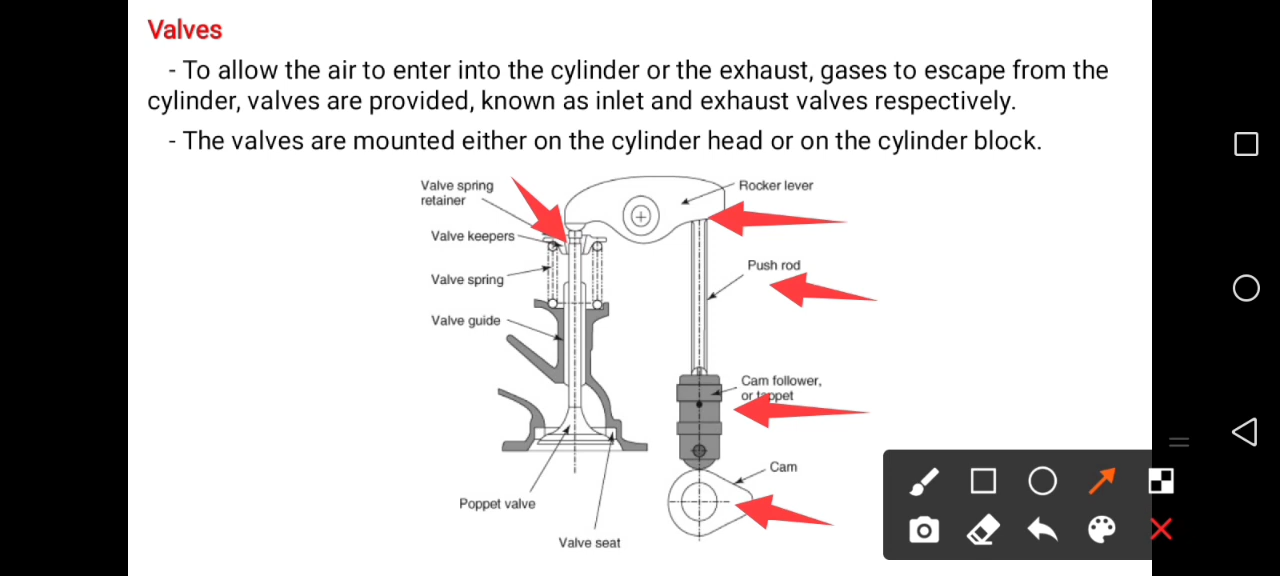 Valves
- To allow the air to enter into the cylinder or the exhaust, gases to escape from the
cylinder, valves are provided, known as inlet and exhaust valves respectively.
- The valves are mounted either on the cylinder head or on the cylinder block.
Valve spring
retainer
Rocker lever
Valve keepers
Push rod
Valve spring
Valve guide
Cam follower,
or tappet
Cam
Poppet valve
Valve seat